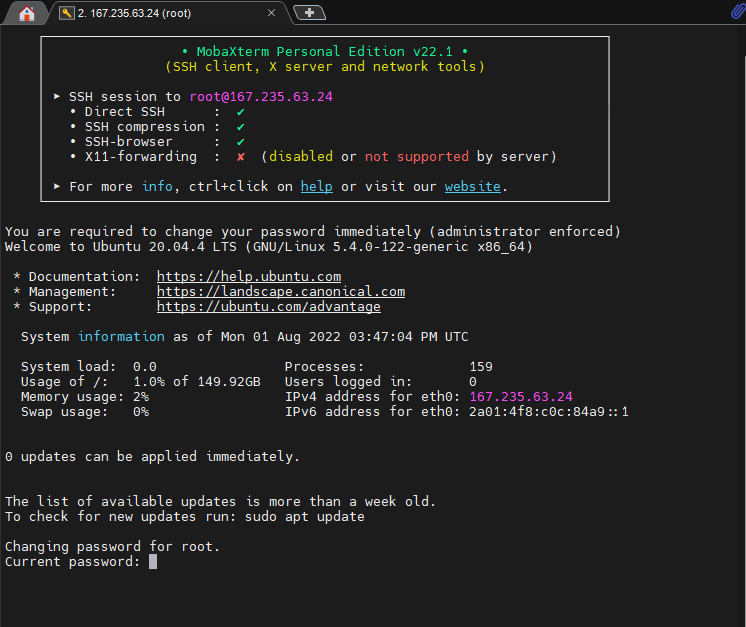 2. 167.235.63.24 (root)
• MobaXterm Personal Edition v22.1 •
(SSH client, X server and network tools)
➤ SSH session to root@167.235.63.24
• Direct SSH : ✔
• SSH compression : ✔
• SSH-browser : ✔
• X11-forwarding : ✘ (disabled or not supported by server)
➤ For more info, ctrl+click on help or visit our website.
You are required to change your password immediately (administrator enforced)
Welcome to Ubuntu 20.04.4 LTS (GNU/Linux 5.4.0-122-generic x86_64)
* Documentation: https://help.ubuntu.com
* Management: https://landscape.canonical.com
* Support: https://ubuntu.com/advantage
System information as of Mon 01 Aug 2022 03:47:04 PM UTC
System load: 0.0 Processes: 159
Usage of /: 1.0% of 149.92GB Users logged in: 0
Memory usage: 2% IPv4 address for eth0: 167.235.63.24
Swap usage: 0% IPv6 address for eth0: 2a01:4f8:c0c:84a9::1
0 updates can be applied immediately.
The list of available updates is more than a week old.
To check for new updates run: sudo apt update
Changing password for root.
Current password: